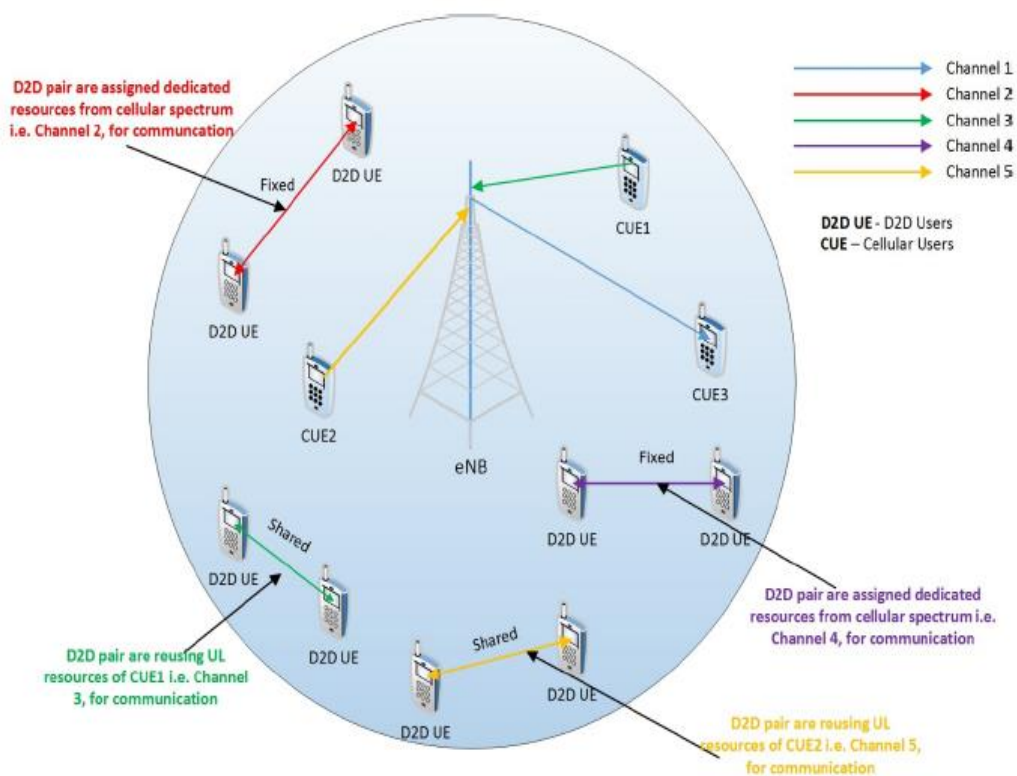 D2D pair are assigned dedicated
resources from cellular spectrum
i.e. Channel 2, for communcation
Channel 1
Channel 2
Channel 3
Channel 4
Channel 5
D2D UE - D2D Users
CUE – Cellular Users
Fixed
D2D UE
D2D UE
CUE1
CUE2
CUE3
eNB
Fixed
D2D UE
D2D UE
D2D pair are assigned dedicated
resources from cellular spectrum i.e.
Channel 4, for communication
Shared
D2D UE
D2D UE
D2D pair are reusing UL
resources of CUE1 i.e. Channel
3, for communication
Shared
D2D UE
D2D UE
D2D pair are reusing UL
resources of CUE2 i.e. Channel 5,
for communication